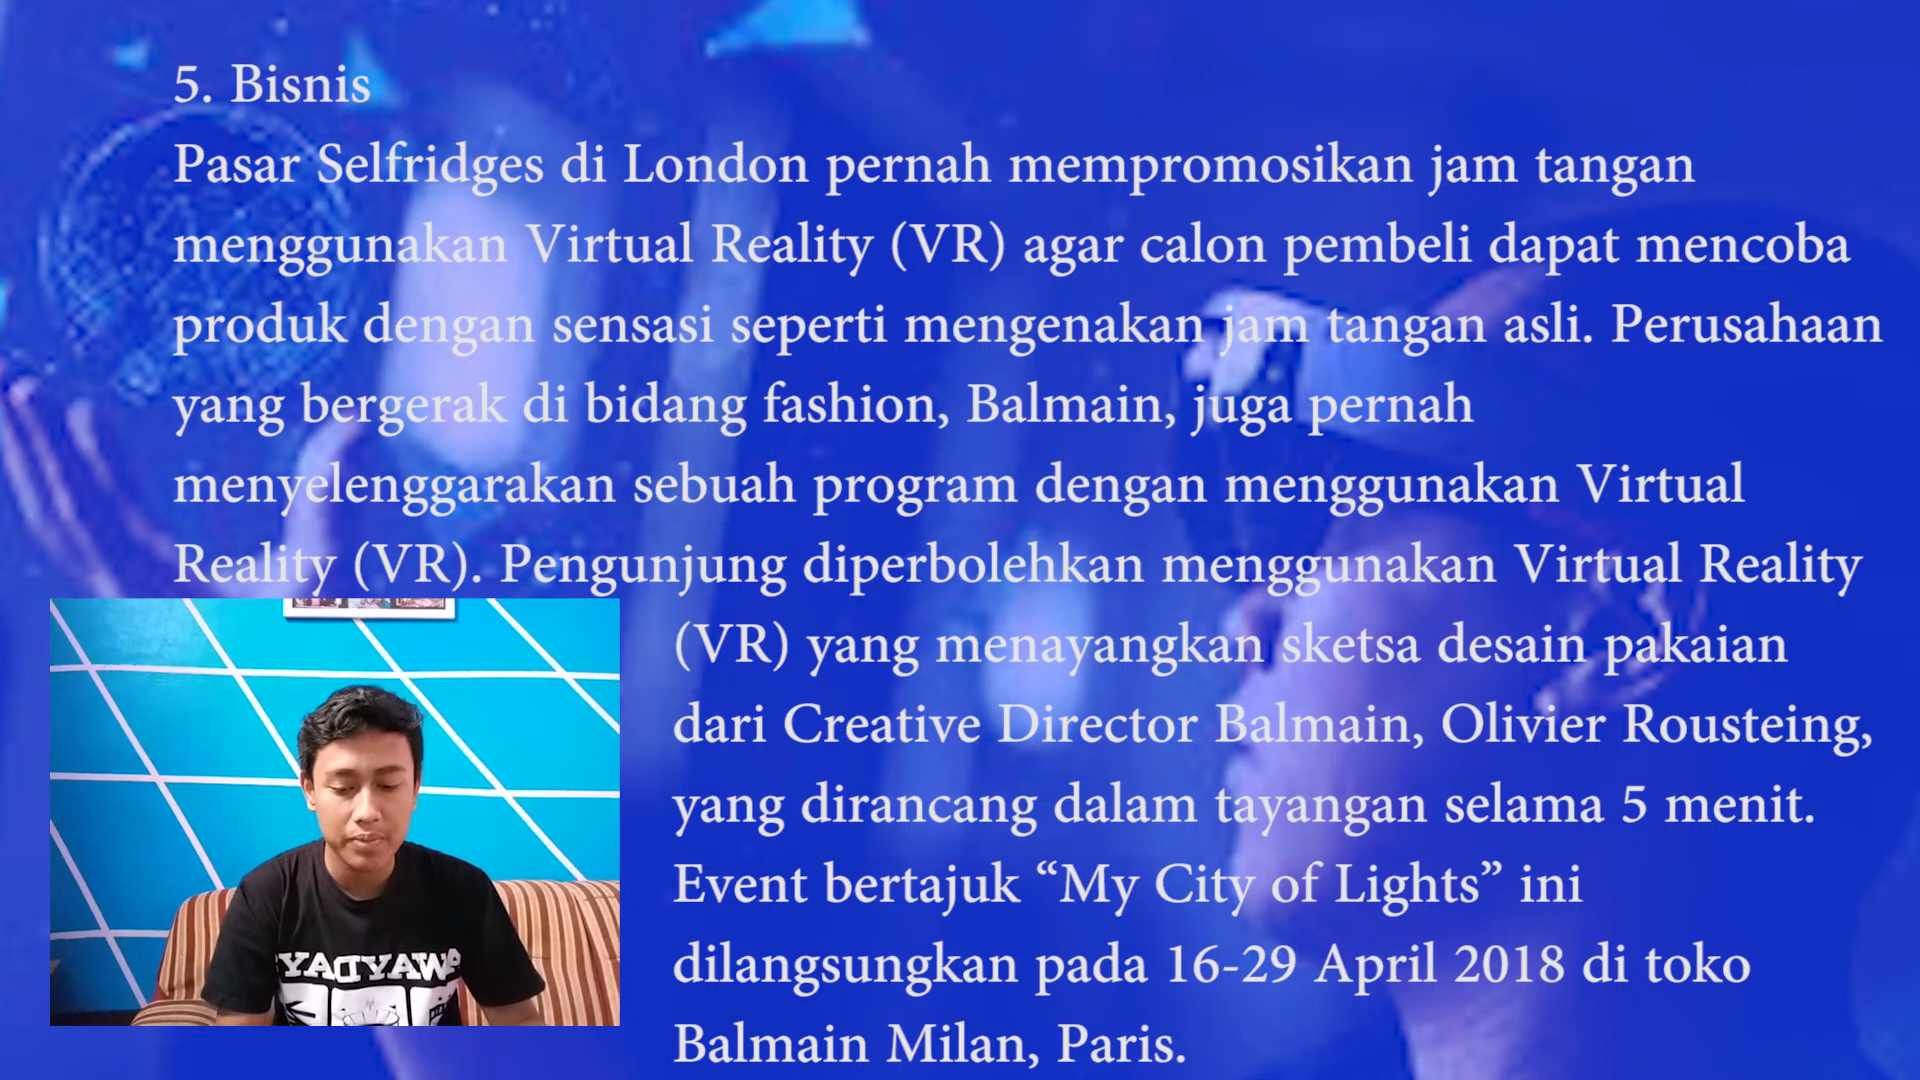 5. Bisnis
Pasar Selfridges di London pernah mempromosikan jam tangan
menggunakan Virtual Reality (VR) agar calon pembeli dapat mencoba
produk dengan sensasi seperti mengenakan jam tangan asli. Perusahaan
yang bergerak di bidang fashion, Balmain, juga pernah
menyelenggarakan sebuah program dengan menggunakan Virtual
Reality (VR). Pengunjung diperbolehkan menggunakan Virtual Reality
(VR) yang menayangkan sketsa desain pakaian
dari Creative Director Balmain, Olivier Rousteing,
yang dirancang dalam tayangan selama 5 menit.
Event bertajuk “My City of Lights” ini
dilangsungkan pada 16-29 April 2018 di toko
Balmain Milan, Paris.